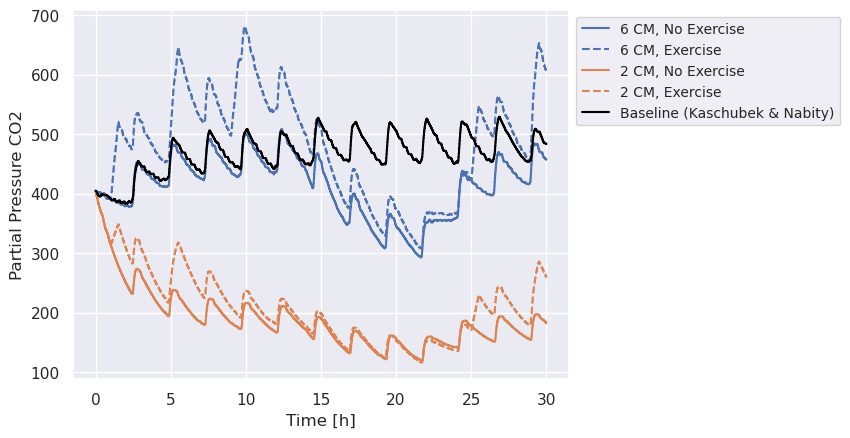 700
600
500
400
300
200
100
Partial Pressure CO2
0
5
10
15
20
25
30
Time [h]
6 CM, No Exercise
6 CM, Exercise
2 CM, No Exercise
2 CM, Exercise
Baseline (Kaschubek & Nabity)